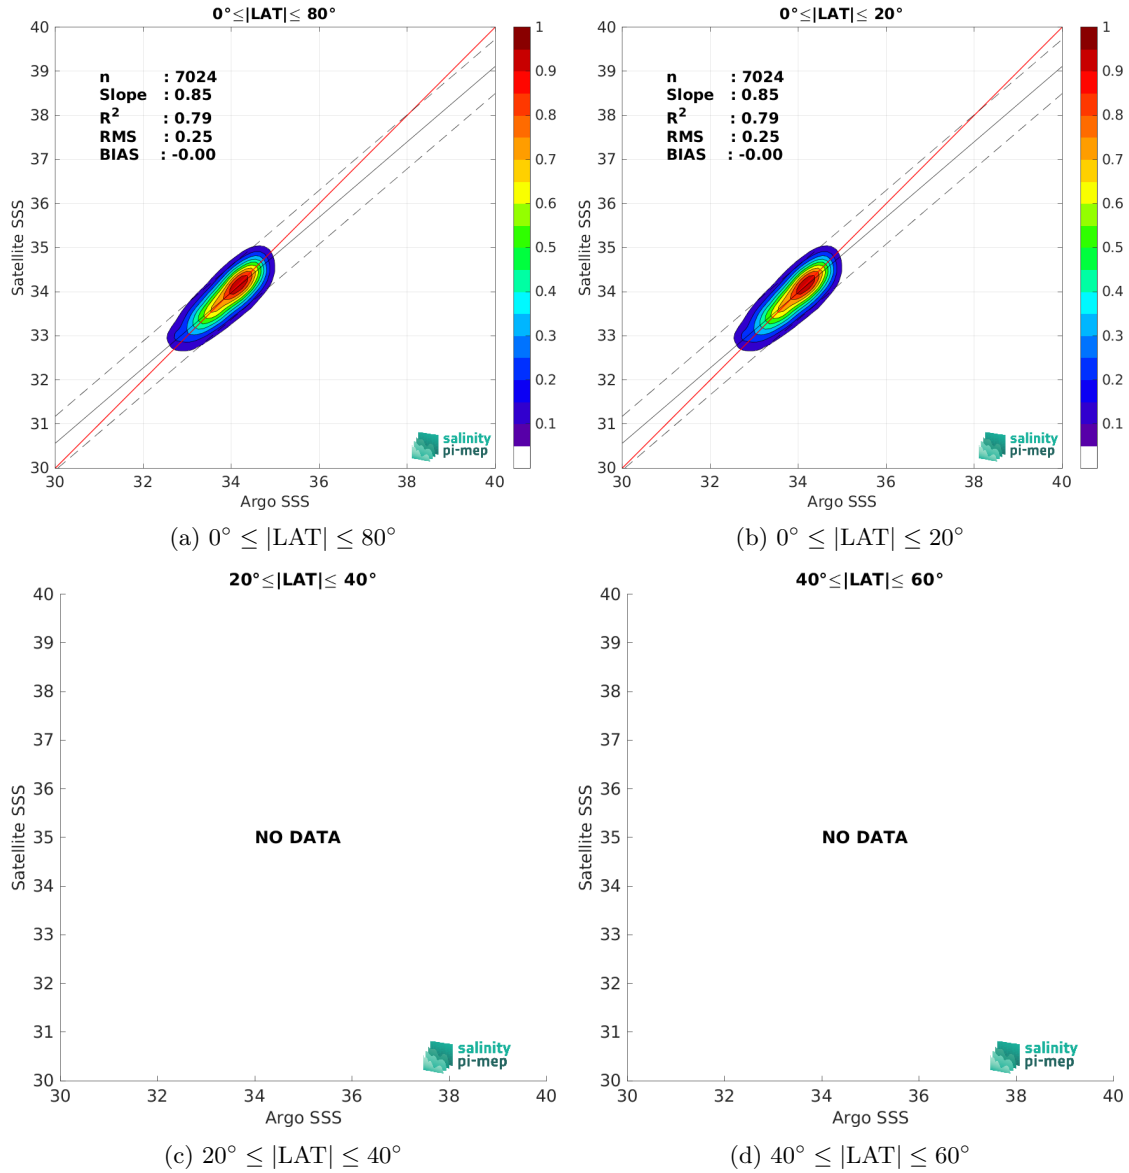 0°≤|LAT|≤ 80°
40
39
38
37
36
35
34
33
32
31
30
Satellite SSS
n : 7024
Slope : 0.85
R² : 0.79
RMS : 0.25
BIAS : -0.00
salinity
pi-mep
30 32 34 36 38 40
Argo SSS
1
0.9
0.8
0.7
0.6
0.5
0.4
0.3
0.2
0.1
(a) 0° ≤ |LAT| ≤ 80°
0°≤|LAT|≤ 20°
40
39
38
37
36
35
34
33
32
31
30
Satellite SSS
n : 7024
Slope : 0.85
R² : 0.79
RMS : 0.25
BIAS : -0.00
salinity
pi-mep
30 32 34 36 38 40
Argo SSS
1
0.9
0.8
0.7
0.6
0.5
0.4
0.3
0.2
0.1
(b) 0° ≤ |LAT| ≤ 20°
20°≤|LAT|≤ 40°
40
39
38
37
36
35
34
33
32
31
30
Satellite SSS
NO DATA
salinity
pi-mep
30 32 34 36 38 40
Argo SSS
(c) 20° ≤ |LAT| ≤ 40°
40°≤|LAT|≤ 60°
40
39
38
37
36
35
34
33
32
31
30
Satellite SSS
NO DATA
salinity
pi-mep
30 32 34 36 38 40
Argo SSS
(d) 40° ≤ |LAT| ≤ 60°